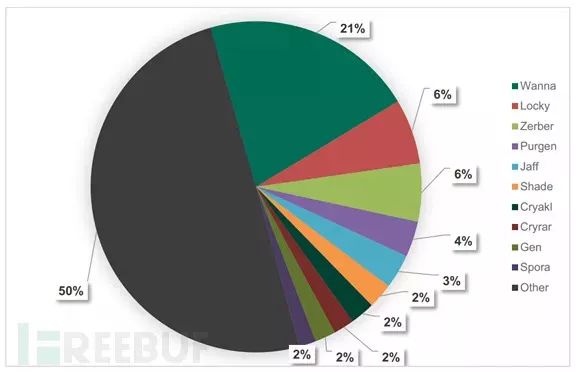 21%
6%
6%
4%
3%
2%
2%
2%
2%
2%
50%
Wanna
Locky
Zerber
Purgen
Jaff
Shade
Cryakl
Cryrar
Gen
Spora
Other
FREEBUF